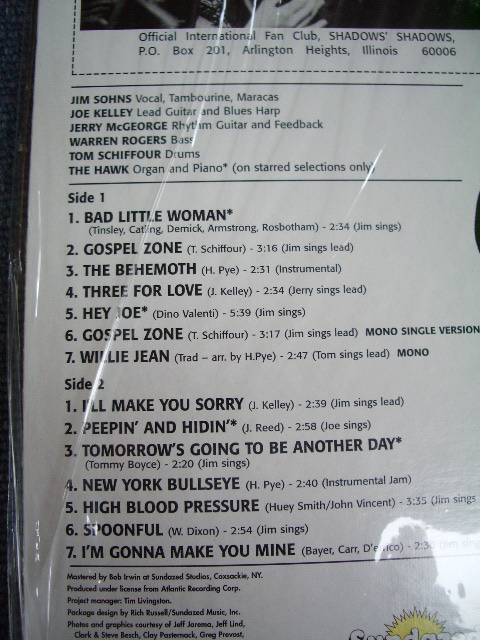 Official International Fan Club, SHADOWS' SHADOWS,
P.O. Box 201, Arlington Heights, Illinois 60006
JIM SOHNS Vocal, Tambourine, Maracas
JOE KELLEY Lead Guitar and Blues Harp
JERRY McGEORGE Rhythm Guitar and Feedback
WARREN ROGERS Bass
TOM SCHIFFOUR Drums
THE HAWK Organ and Piano* (on starred selections only)
Side 1
1. BAD LITTLE WOMAN*
(Tinsley, Catling, Demick, Armstrong, Rosbotham) - 2:34 (Jim sings)
2. GOSPEL ZONE (T. Schiffour) - 3:16 (Jim sings lead)
3. THE BEHEMOTH (H. Pye) - 2:31 (Instrumental)
4. THREE FOR LOVE (J. Kelley) - 2:34 (Jerry sings lead)
5. HEY JOE* (Dino Valenti) - 5:39 (Jim sings)
6. GOSPEL ZONE (T. Schiffour) - 3:17 (Jim sings lead) MONO SINGLE VERSION
7. WILLIE JEAN (Trad – arr. by H.Pye) - 2:47 (Tom sings lead) MONO
Side 2
1. I'LL MAKE YOU SORRY (J. Kelley) - 2:39 (Jim sings lead)
2. PEEPIN' AND HIDIN'* (J. Reed) - 2:58 (Joe sings)
3. TOMORROW'S GOING TO BE ANOTHER DAY*
(Tommy Boyce) - 2:20 (Jim sings)
4. NEW YORK BULLSEYE (H. Pye) - 2:40 (Instrumental Jam)
5. HIGH BLOOD PRESSURE (Huey Smith/John Vincent) - 3:35 (Jim sings
6. SPOONFUL (W. Dixon) - 2:54 (Jim sings)
7. I'M GONNA MAKE YOU MINE (Bayer, Carr, D'errico)
Mastered by Bob Irwin at Sundazed Studios, Coxsackie, NY.
Produced under license from Atlantic Recording Corp.
Project manager: Tim Livingston.
Package design by Rich Russell/Sundazed Music, Inc.
Photos and graphics courtesy of Jeff Jarema, Jeff Lind,
Clark & Steve Besch, Clay Pasternack, Greg Prevost,